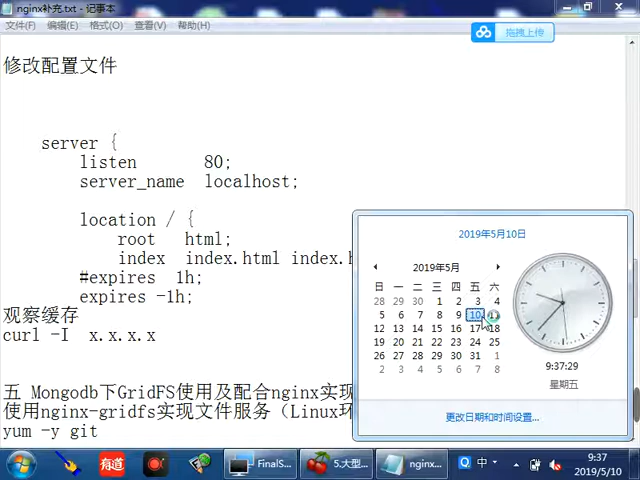 nginx补充.txt - 记事本
文件(F) 编辑(E) 格式(O) 查看(V) 帮助(H)
拖拽上传
修改配置文件
server {
listen 80;
server_name localhost;
location / {
root html;
index index.html index.h
#expires 1h;
expires -1h;
观察缓存
curl -I x.x.x.x
五 Mongodb下GridFS使用及配合nginx实现
使用nginx-gridfs实现文件服务（Linux环
yum -y git
2019年5月10日
2019年5月
日 一 二 三 四 五 六
28 29 30 1 2 3 4
5 6 7 8 9 10 11
12 13 14 15 16 17 18
19 20 21 22 23 24 25
26 27 28 29 30 31 1
2 3 4 5 6 7 8
9:37:29
星期五
更改日期和时间设置...
有道
FinalS...
5.大型...
nginx...
中
9:37
2019/5/10